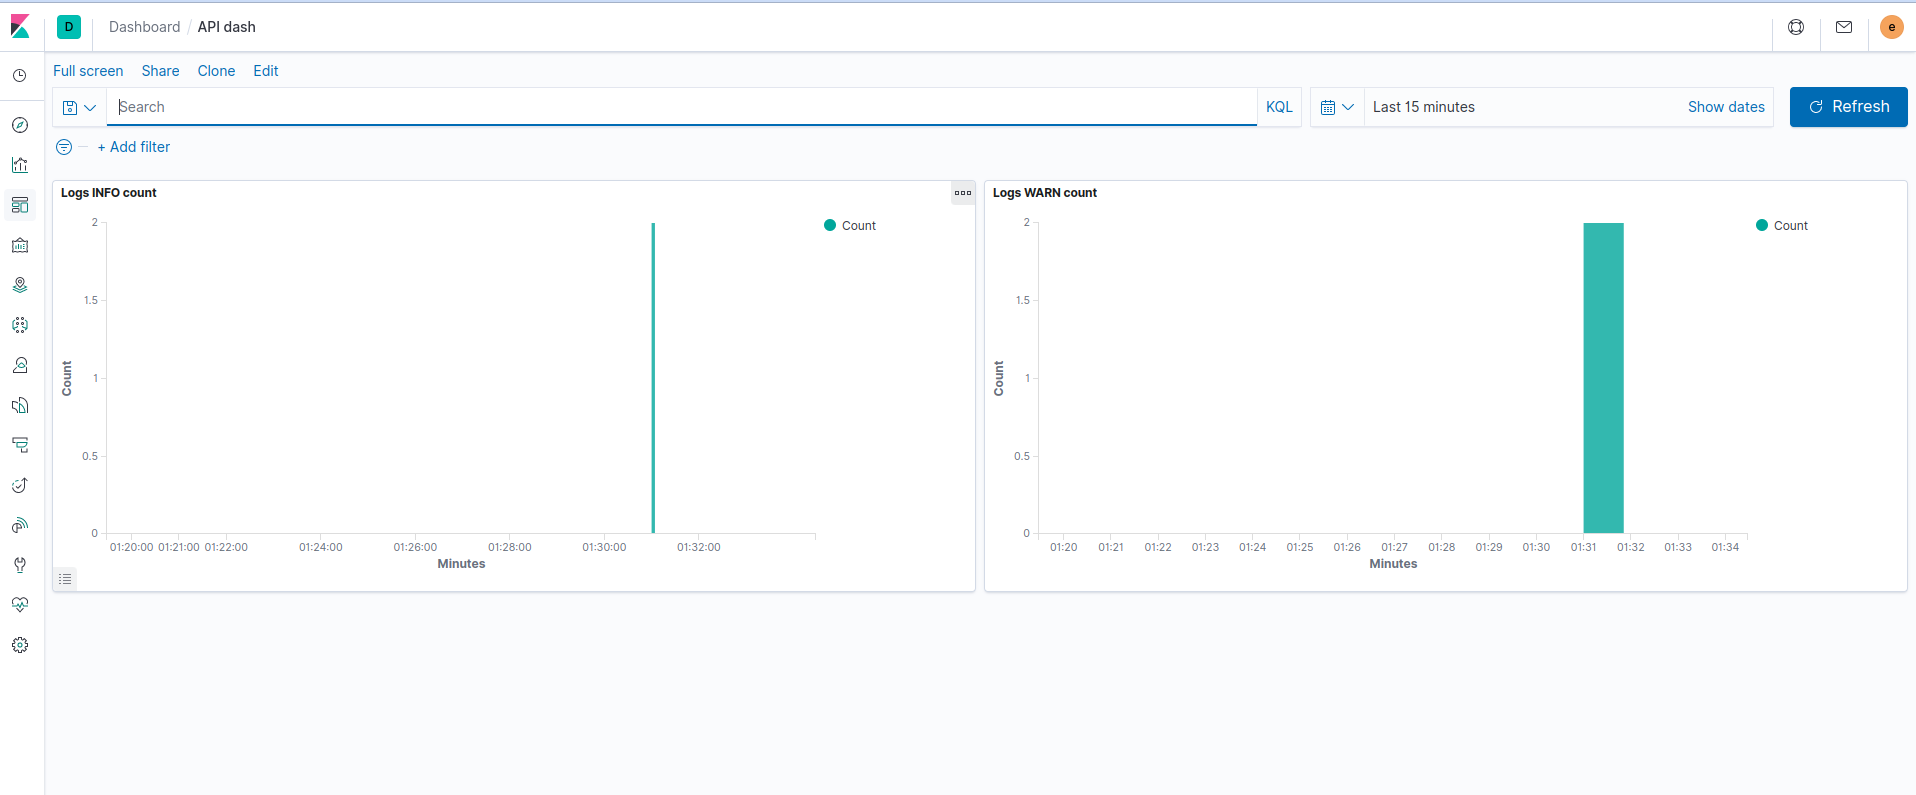 D Dashboard / API dash e
Full screen Share Clone Edit
Search KQL Last 15 minutes Show dates Refresh
+ Add filter
Logs INFO count
2
1.5
1
0.5
0
Count
Count
01:20:00 01:21:00 01:22:00 01:24:00 01:26:00 01:28:00 01:30:00 01:32:00
Minutes
Logs WARN count
2
1.5
1
0.5
0
Count
Count
01:20 01:21 01:22 01:23 01:24 01:25 01:26 01:27 01:28 01:29 01:30 01:31 01:32 01:33 01:34
Minutes